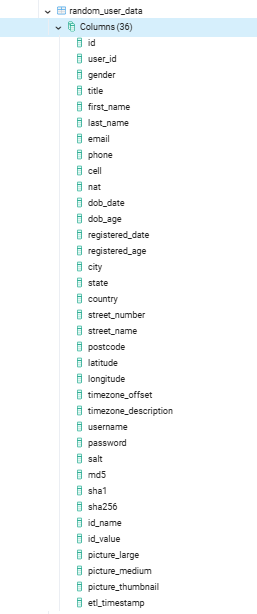 random_user_data
Columns (36)
id
user_id
gender
title
first_name
last_name
email
phone
cell
nat
dob_date
dob_age
registered_date
registered_age
city
state
country
street_number
street_name
postcode
latitude
longitude
timezone_offset
timezone_description
username
password
salt
md5
sha1
sha256
id_name
id_value
picture_large
picture_medium
picture_thumbnail
etl_timestamp